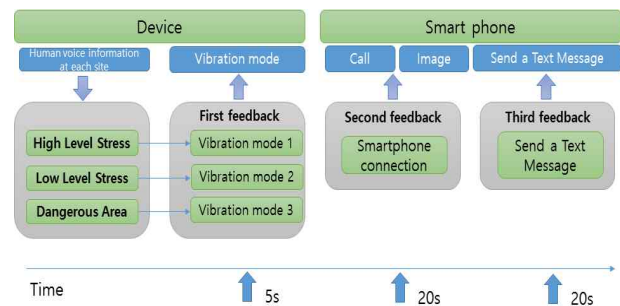 Device
Smart phone
Human voice information
at each site
Vibration mode
Call
Image
Send a Text Message
First feedback
Second feedback
Third feedback
High Level Stress
Vibration mode 1
Smartphone
connection
Send a Text
Message
Low Level Stress
Vibration mode 2
Dangerous Area
Vibration mode 3
Time
5s
20s
20s